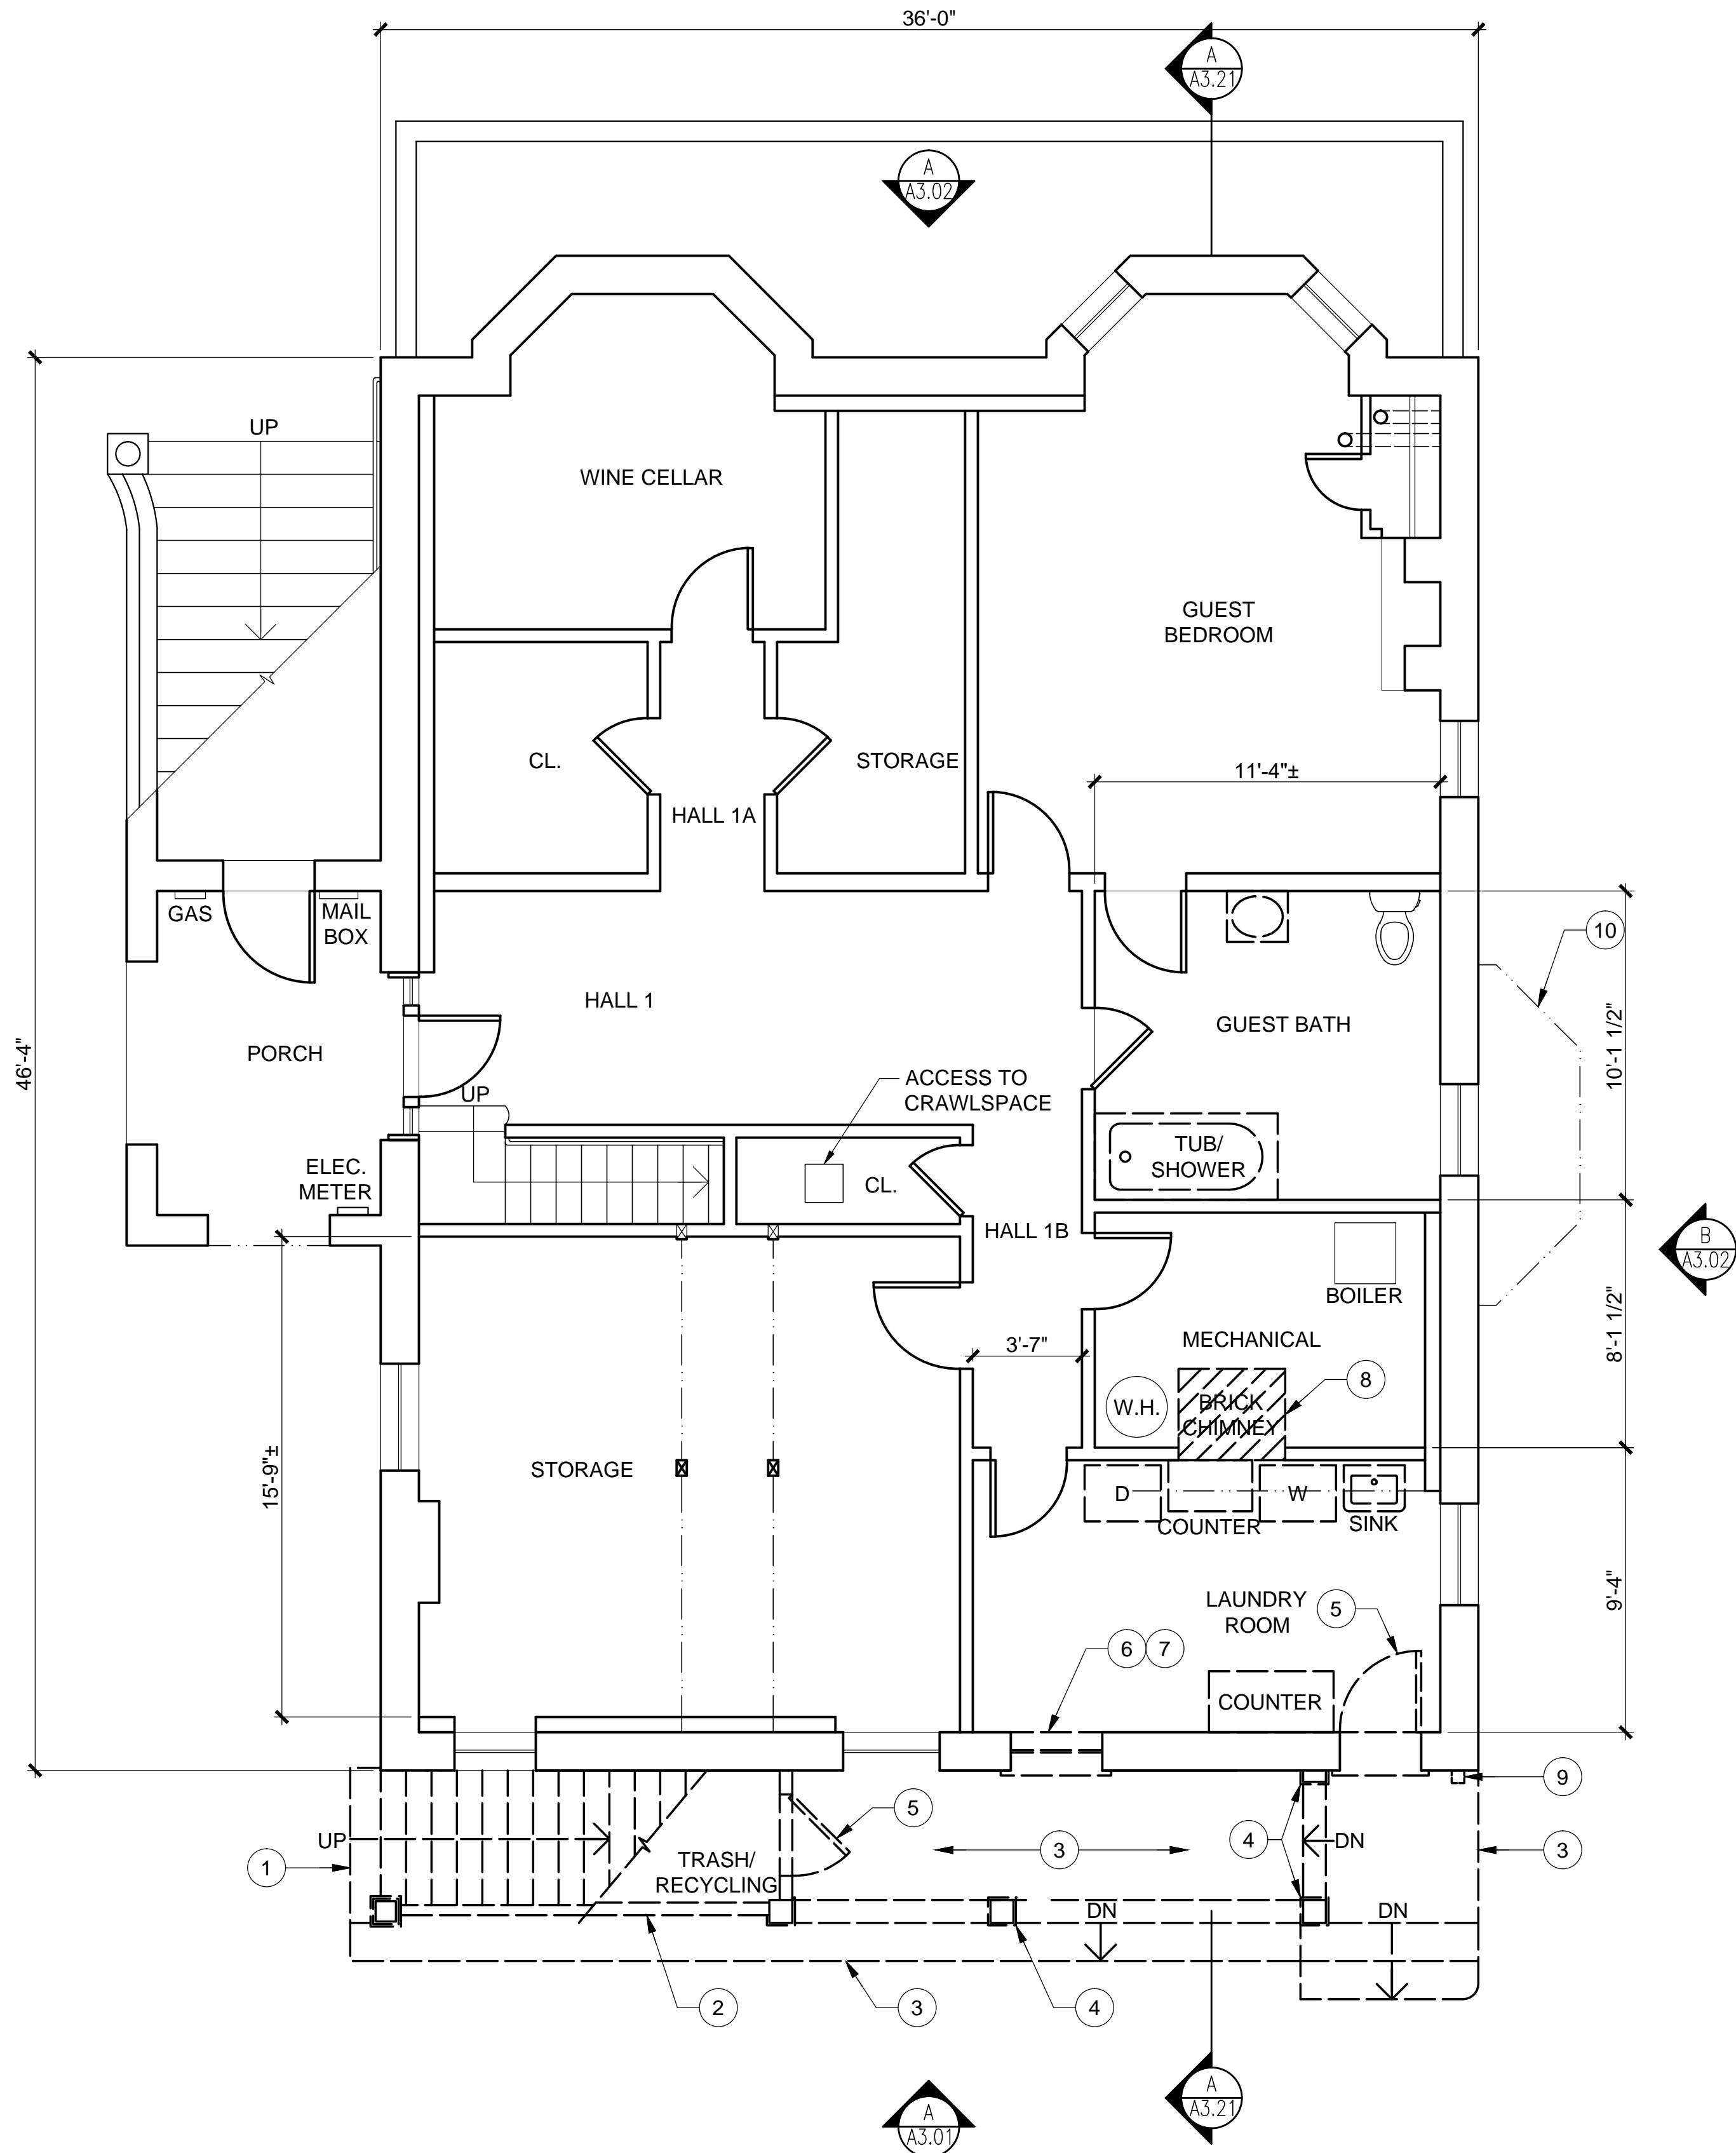 36'-0"
A
A3.21
A
A3.02
UP
WINE CELLAR
GUEST
BEDROOM
CL.
STORAGE
11'-4"±
HALL 1A
GAS
MAIL
BOX
10
HALL 1
GUEST BATH
10'-1 1/2"
PORCH
46'-4"
ACCESS TO
CRAWLSPACE
UP
TUB/
SHOWER
ELEC.
METER
CL.
HALL 1B
B
A3.02
BOILER
8'-1 1/2"
MECHANICAL
3'-7"
8
W.H.
BRICK
CHIMNEY
15'-9"±
STORAGE
D
W
COUNTER
SINK
9'-4"
LAUNDRY
ROOM
5
6
7
COUNTER
9
5
UP
1
3
4
DN
3
TRASH/
RECYCLING
DN
DN
2
3
4
A
A3.21
A
A3.01